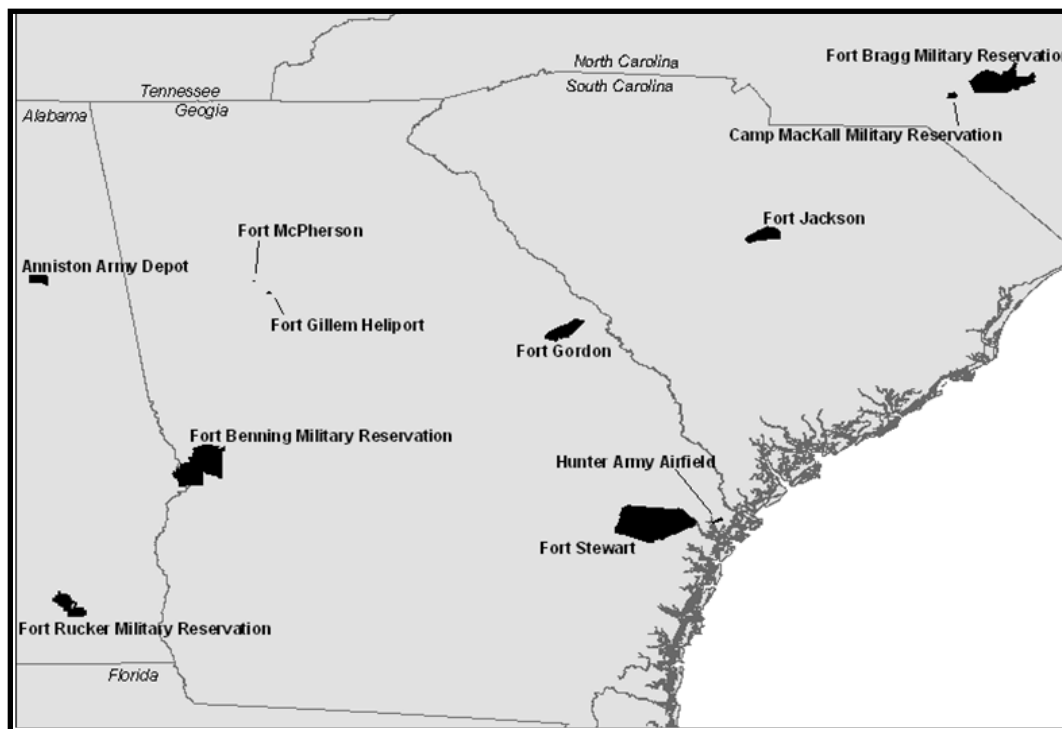 North Carolina
South Carolina
Fort Bragg Military Reservation
Tennessee
Geogia
Alabama
Camp MacKall Military Reservation
Fort Jackson
Fort McPherson
Anniston Army Depot
Fort Gillem Heliport
Fort Gordon
Fort Benning Military Reservation
Hunter Army Airfield
Fort Stewart
Fort Rucker Military Reservation
Florida